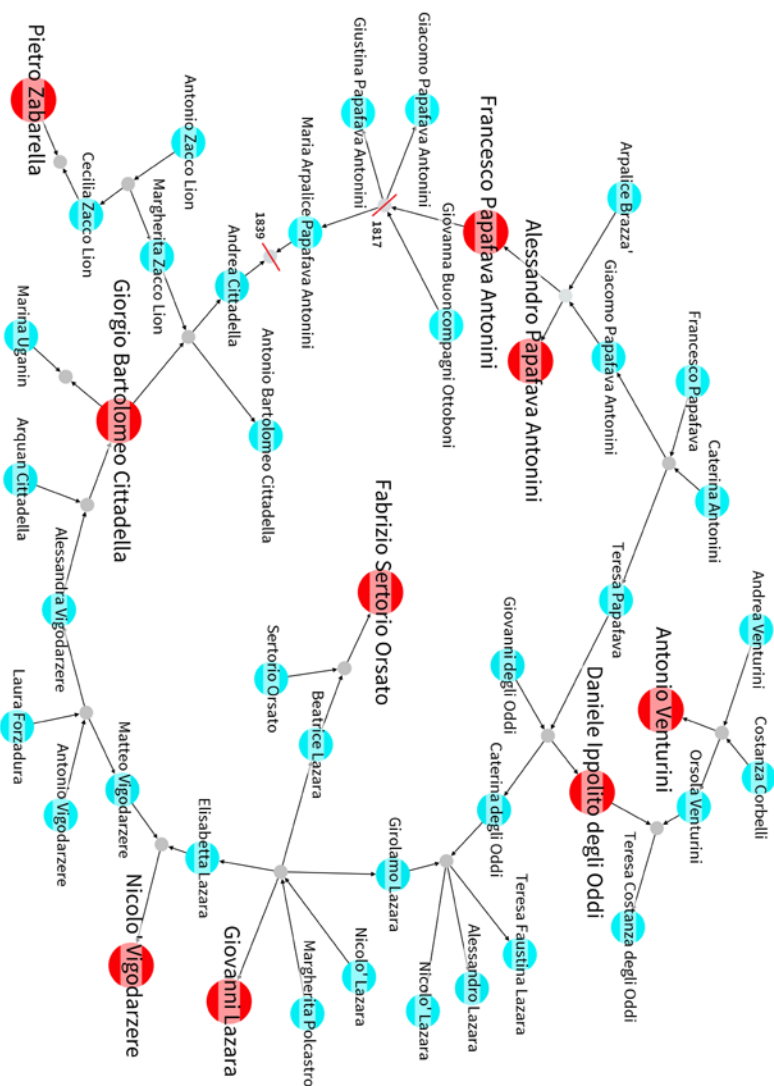 Andrea Venturini
Costanza Corbelli
Caterina Antonini
Francesco Papafava
Orsola Venturini
Antonio Venturini
Teresa Costanza degli Oddi
Arpalice Brazza'
Teresa Papafava
Giacomo Papafava Antonini
Daniele Ippolito degli Oddi
Alessandro Papafava Antonini
Teresa Faustina Lazara
Giovanni degli Oddi
Caterina degli Oddi
Francesco Papafava Antonini
Alessandro Lazara
Giovanna Buoncompagni Ottoboni
Giacomo Papafava Antonini
Nicolo' Lazara
Girolamo Lazara
Fabrizio Sertorio Orsato
1817
Giustina Papafava Antonini
Nicolo' Lazara
Beatrice Lazara
Margherita Polcastro
Maria Arpalice Papafava Antonini
Sertorio Orsato
Antonio Bartolomeo Cittadella
1839
Andrea Cittadella
Giovanni Lazara
Elisabetta Lazara
Antonio Zacco Lion
Margherita Zacco Lion
Nicolo' Vigodarzere
Matteo Vigodarzere
Giorgio Bartolomeo Cittadella
Cecilia Zacco Lion
Alessandra Vigodarzere
Antonio Vigodarzere
Pietro Zabarella
Marina Uganin
Arquan Cittadella
Laura Forzadura